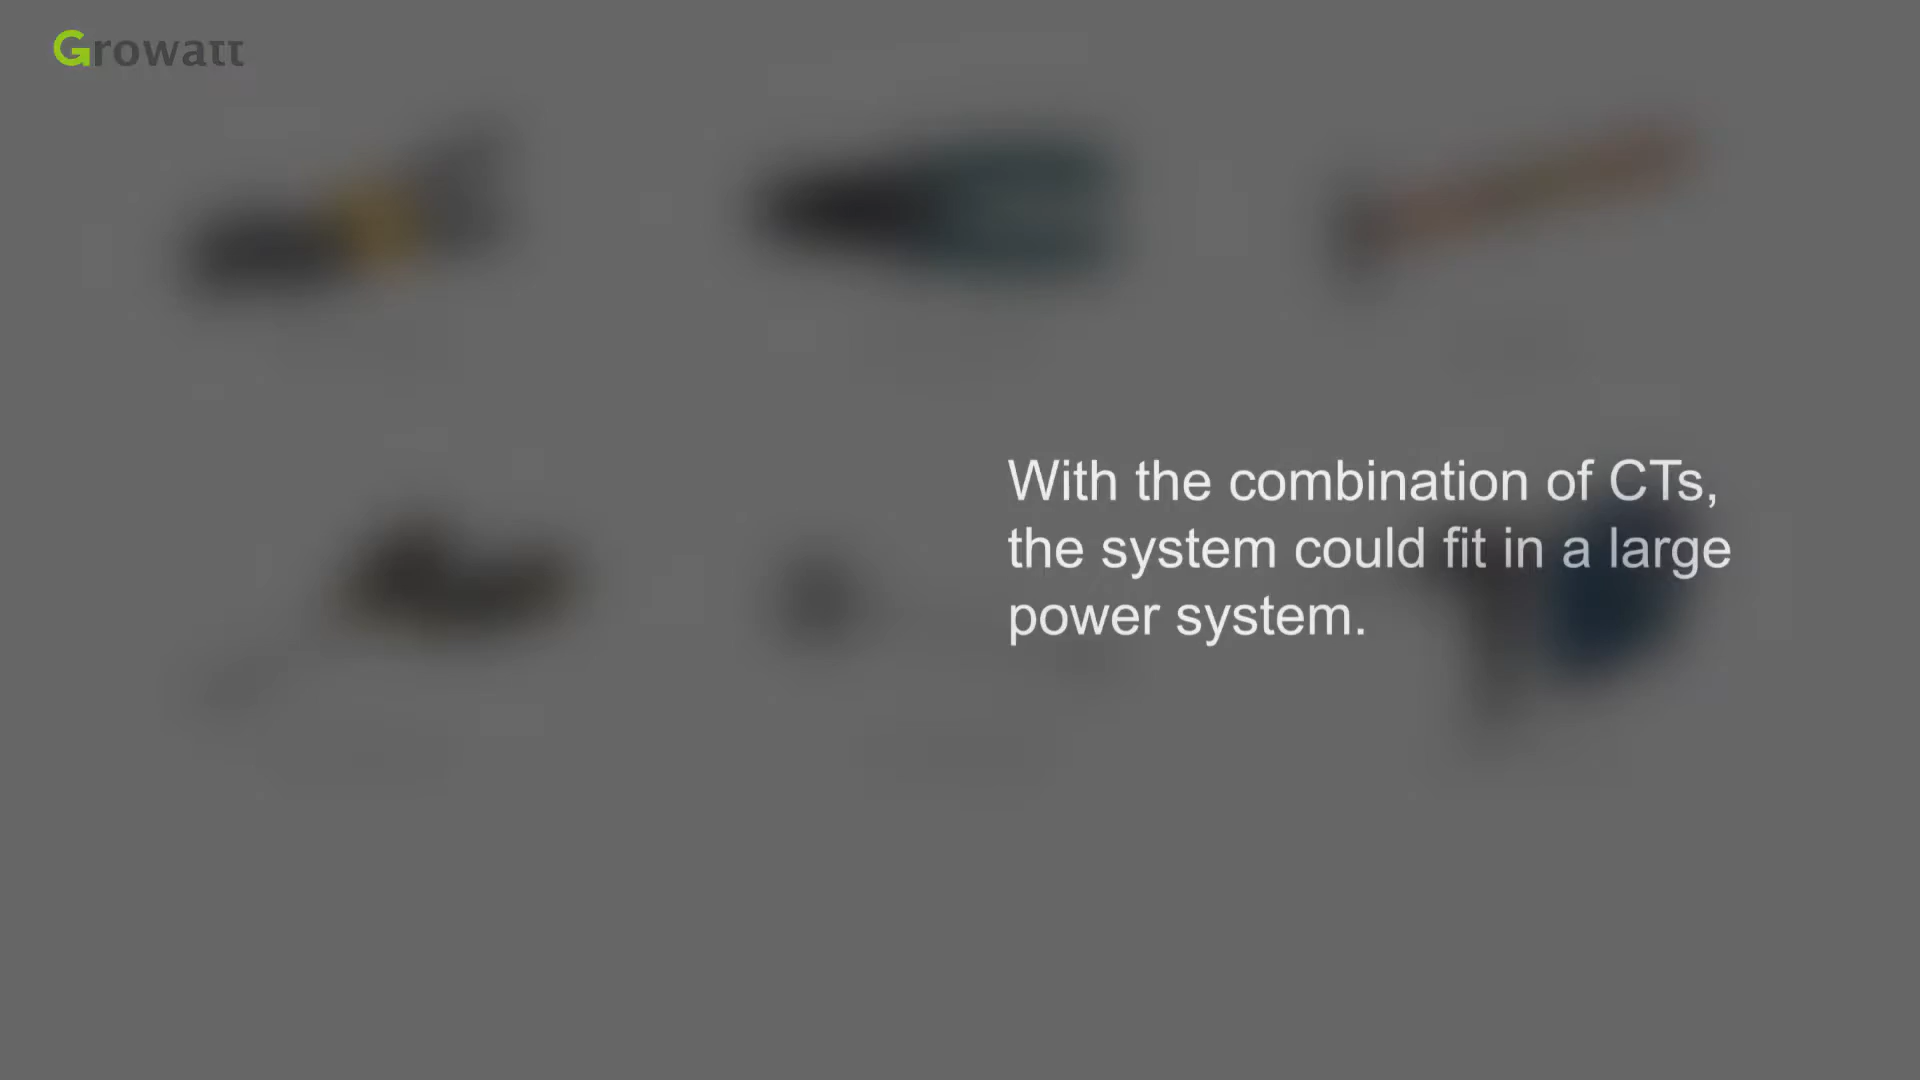 Growatt
With the combination of CTs,
the system could fit in a large
power system.